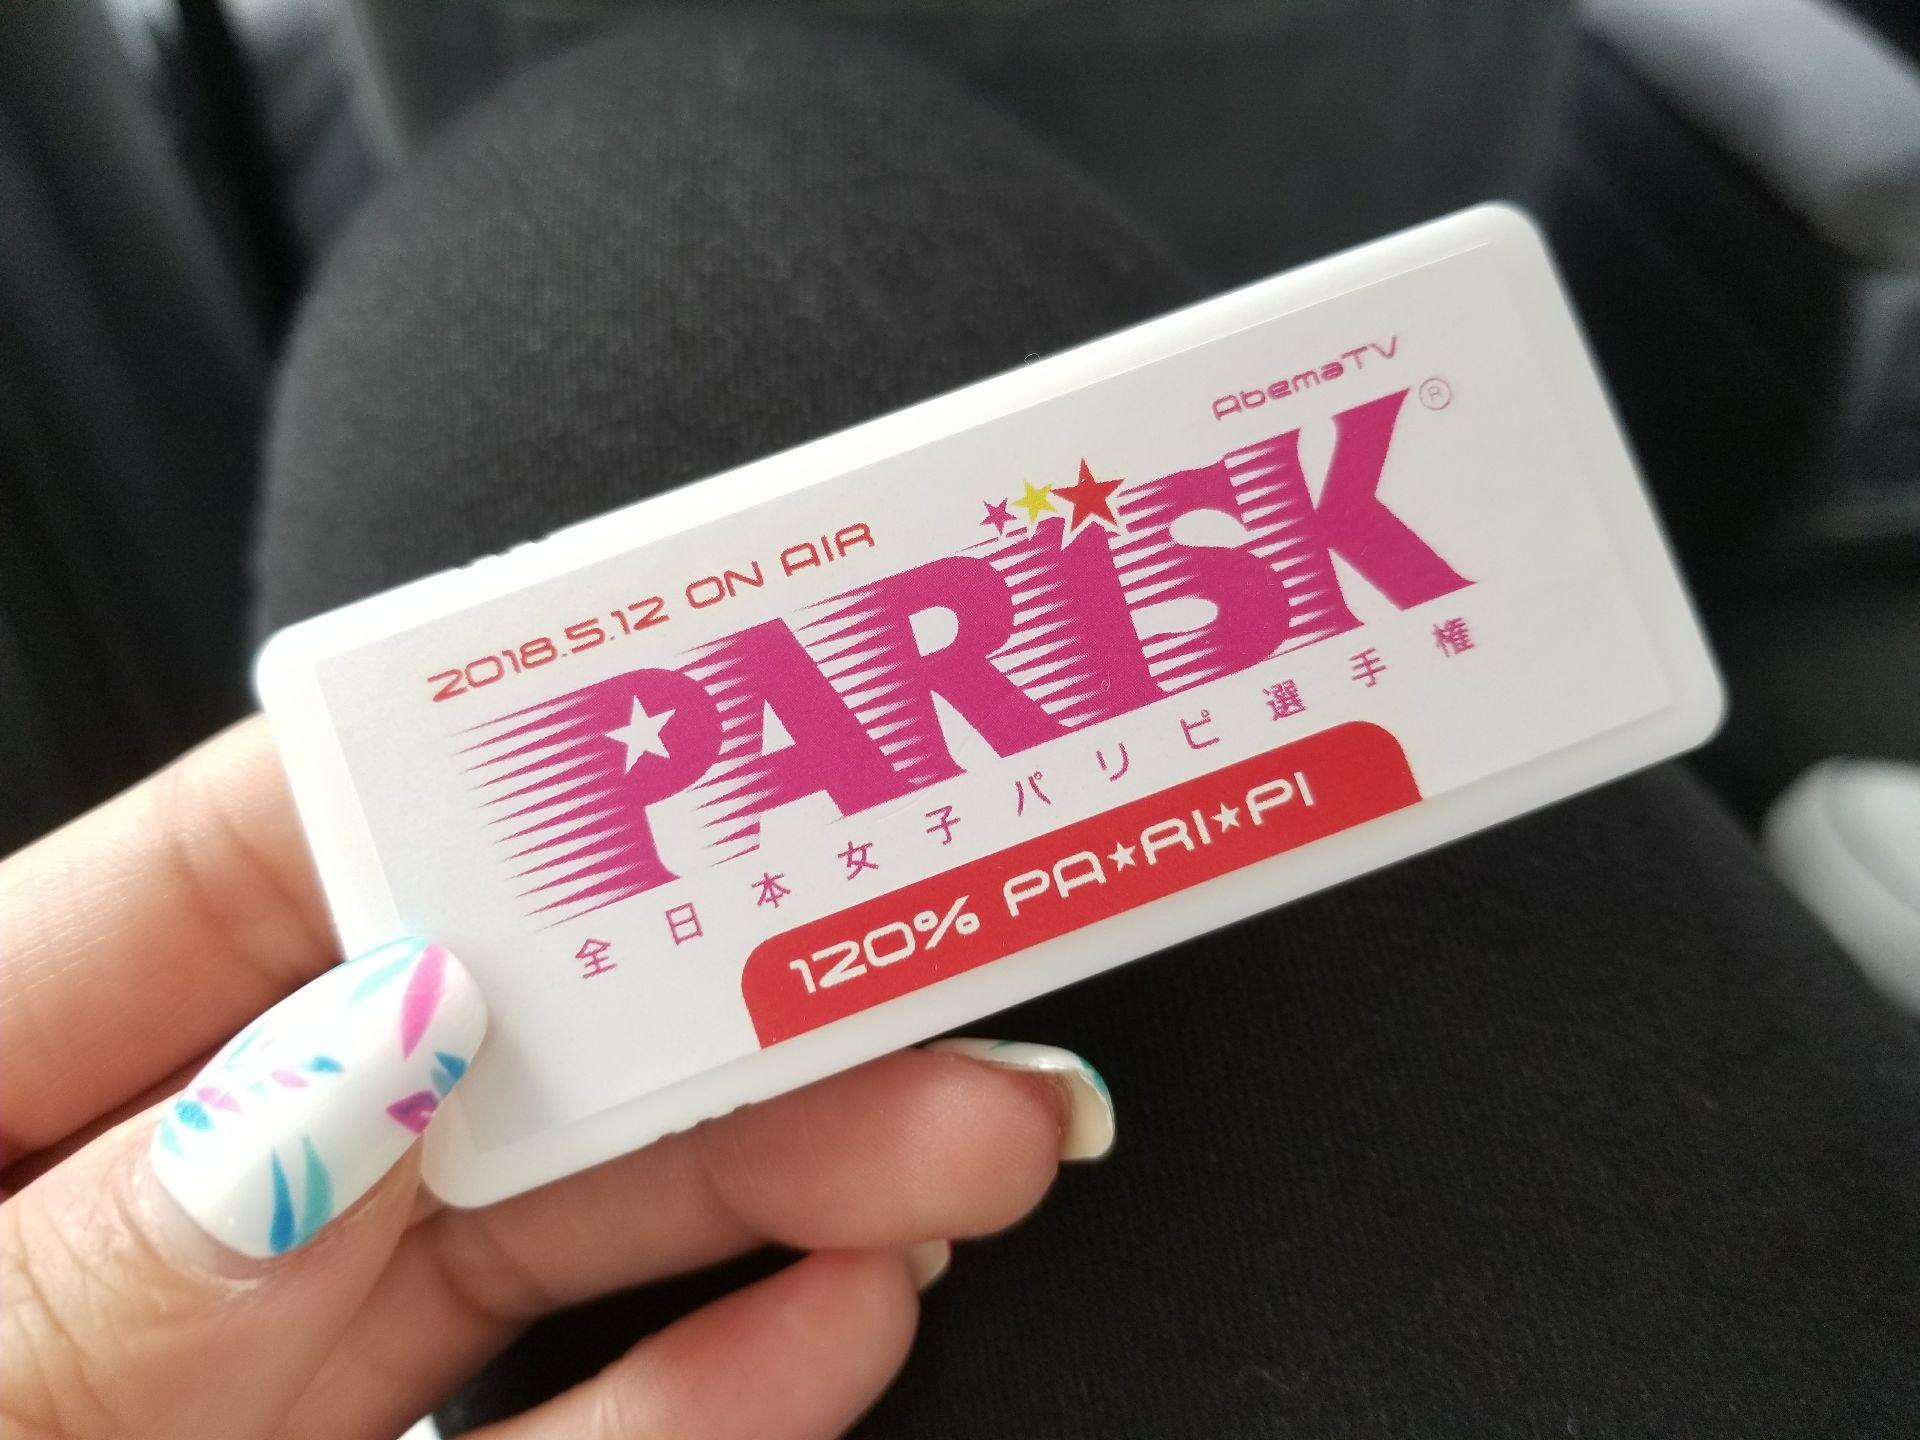 AbemaTV
2018.5.12 ON AIR
PARISK®
全日本女子パリピ選手権
120% PA★RI★PI